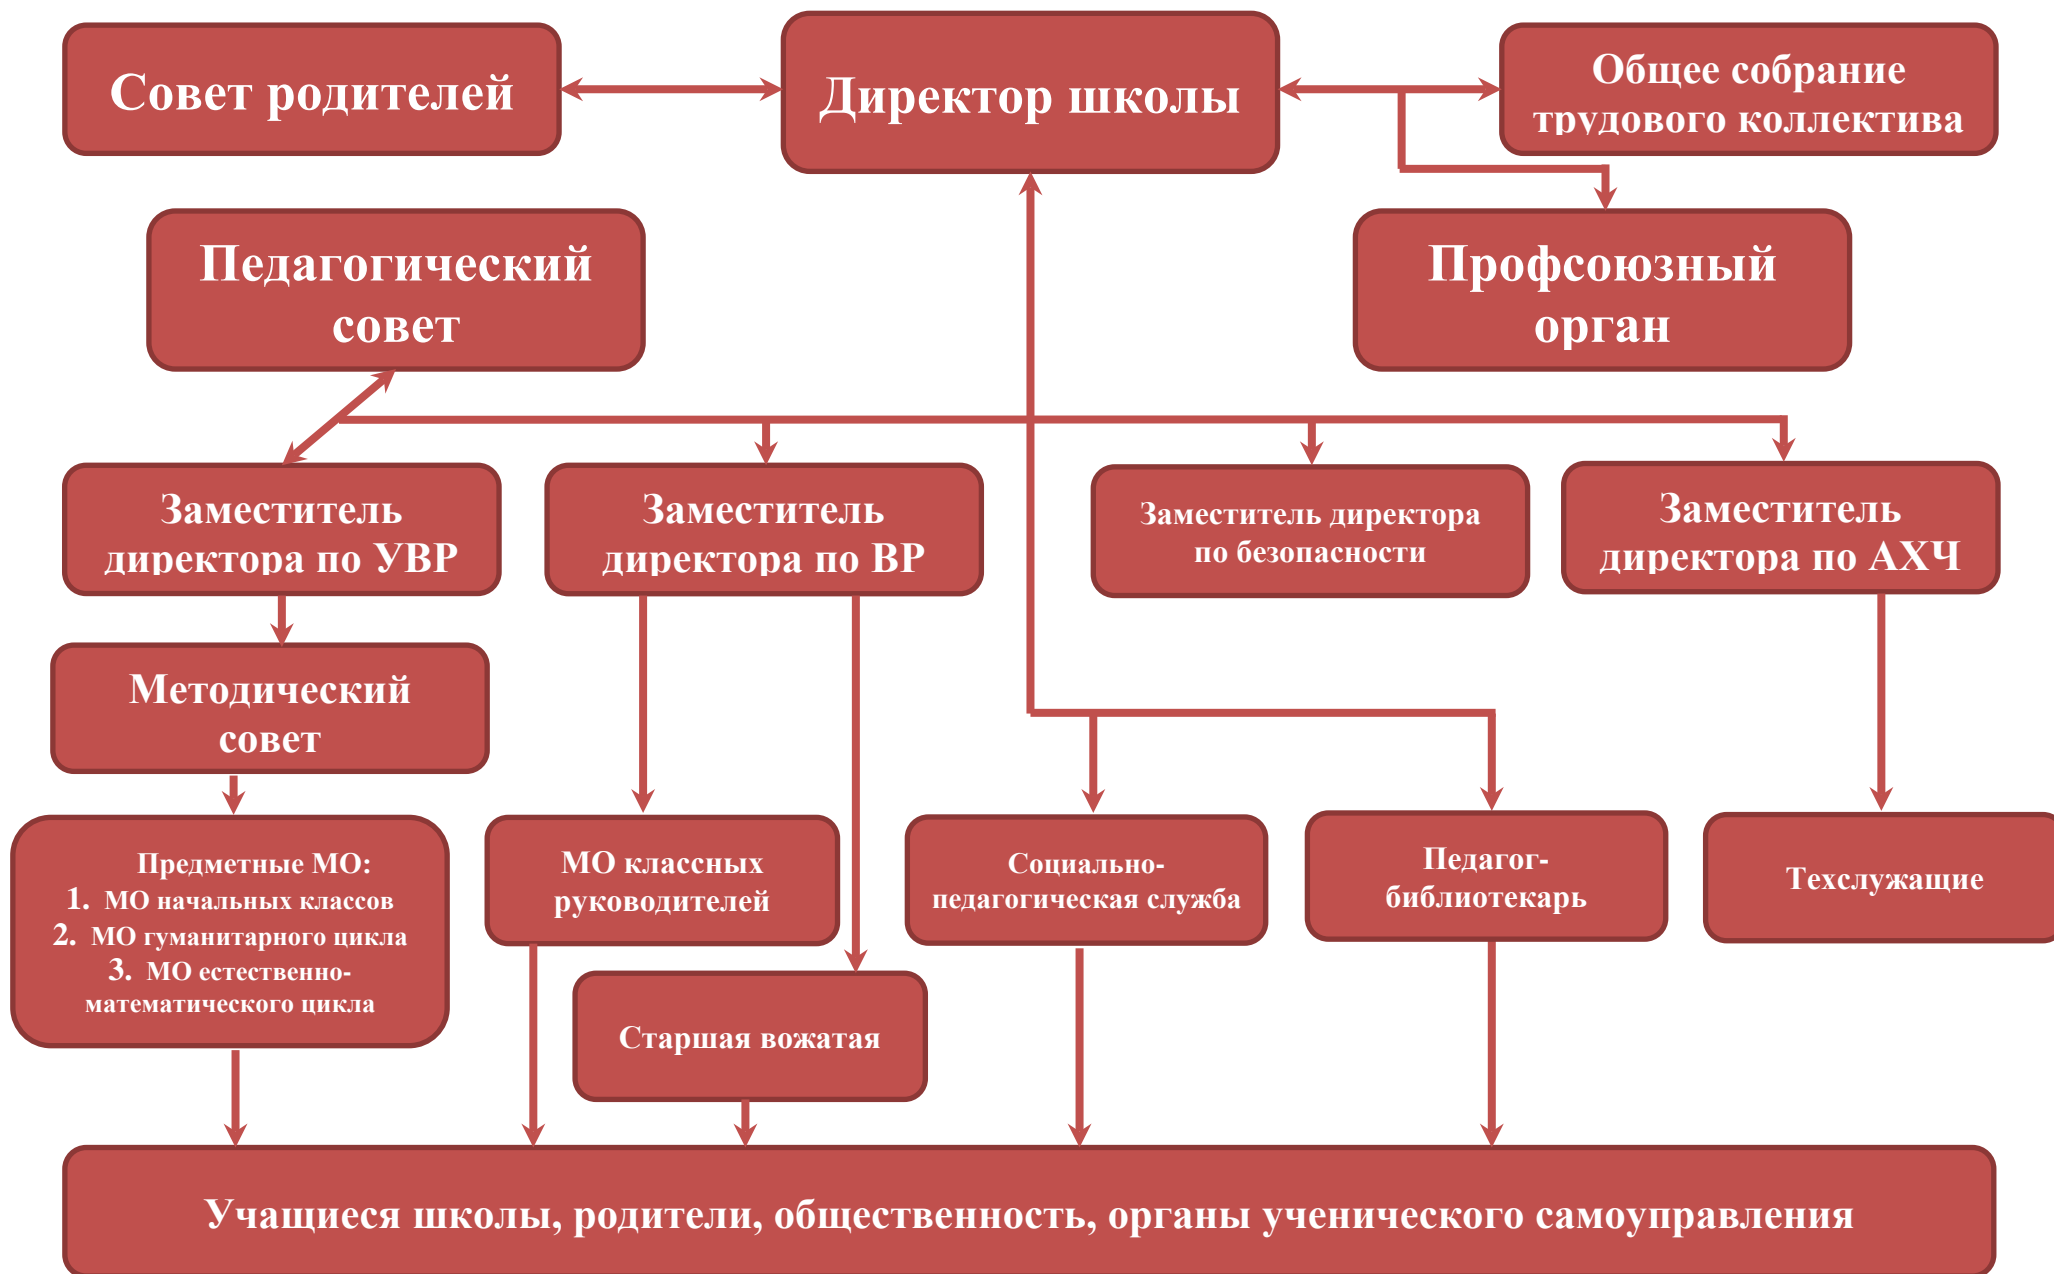 Совет родителей
Директор школы
Общее собрание
трудового коллектива
Педагогический
совет
Профсоюзный
орган
Заместитель
директора по УВР
Заместитель
директора по ВР
Заместитель директора
по безопасности
Заместитель
директора по АХЧ
Методический
совет
Предметные МО:
1. МО начальных классов
2. МО гуманитарного цикла
3. МО естественно-
математического цикла
МО классных
руководителей
Социально-
педагогическая служба
Педагог-
библиотекарь
Техслужащие
Старшая вожатая
Учащиеся школы, родители, общественность, органы ученического самоуправления